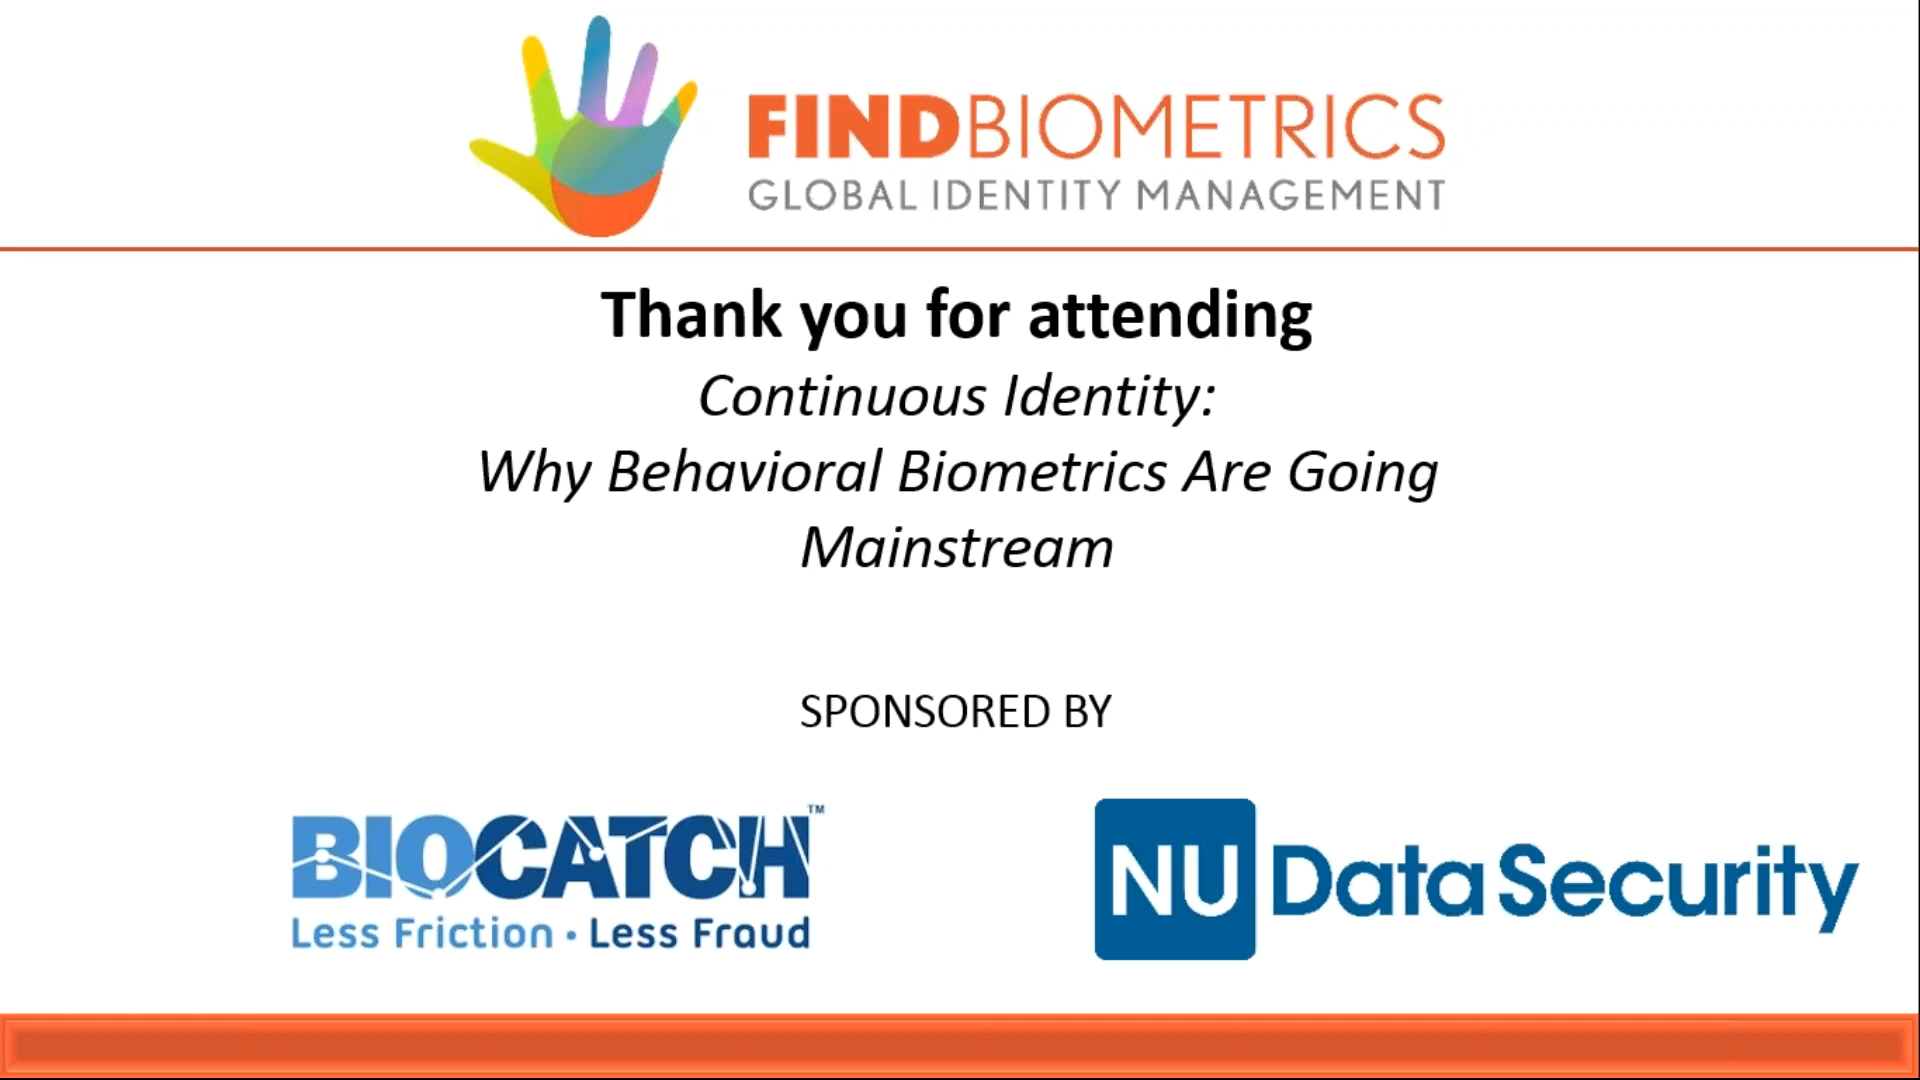 FINDBIOMETRICS
GLOBAL IDENTITY MANAGEMENT
Thank you for attending
Continuous Identity:
Why Behavioral Biometrics Are Going
Mainstream
SPONSORED BY
BIOCATCH™
Less Friction · Less Fraud
NU Data Security